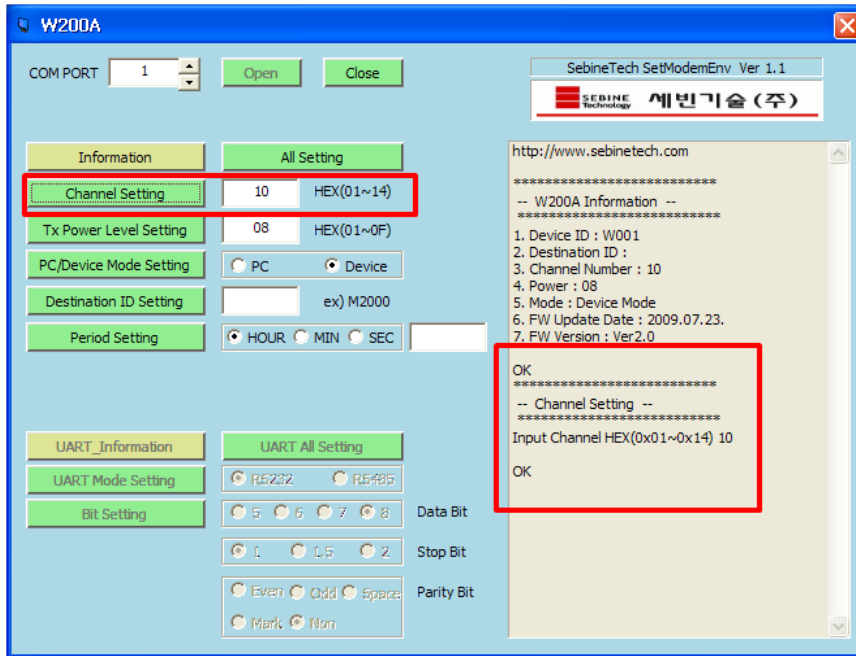 W200A
COM PORT 1 Open Close
SebineTech SetModemEnv Ver 1.1
SEBINE Technology 세빈기술(주)
Information All Setting
Channel Setting 10 HEX(01~14)
Tx Power Level Setting 08 HEX(01~0F)
PC/Device Mode Setting PC Device
Destination ID Setting ex) M2000
Period Setting HOUR MIN SEC
UART_Information UART All Setting
UART Mode Setting RS232 RS485
Bit Setting 5 6 7 8 Data Bit
1 1.5 2 Stop Bit
Even Odd Space Parity Bit
Mark Non
http://www.sebinetech.com
**************************
-- W200A Information --
**************************
1. Device ID : W001
2. Destination ID :
3. Channel Number : 10
4. Power : 08
5. Mode : Device Mode
6. FW Update Date : 2009.07.23.
7. FW Version : Ver2.0
OK
**************************
-- Channel Setting --
**************************
Input Channel HEX(0x01~0x14) 10
OK